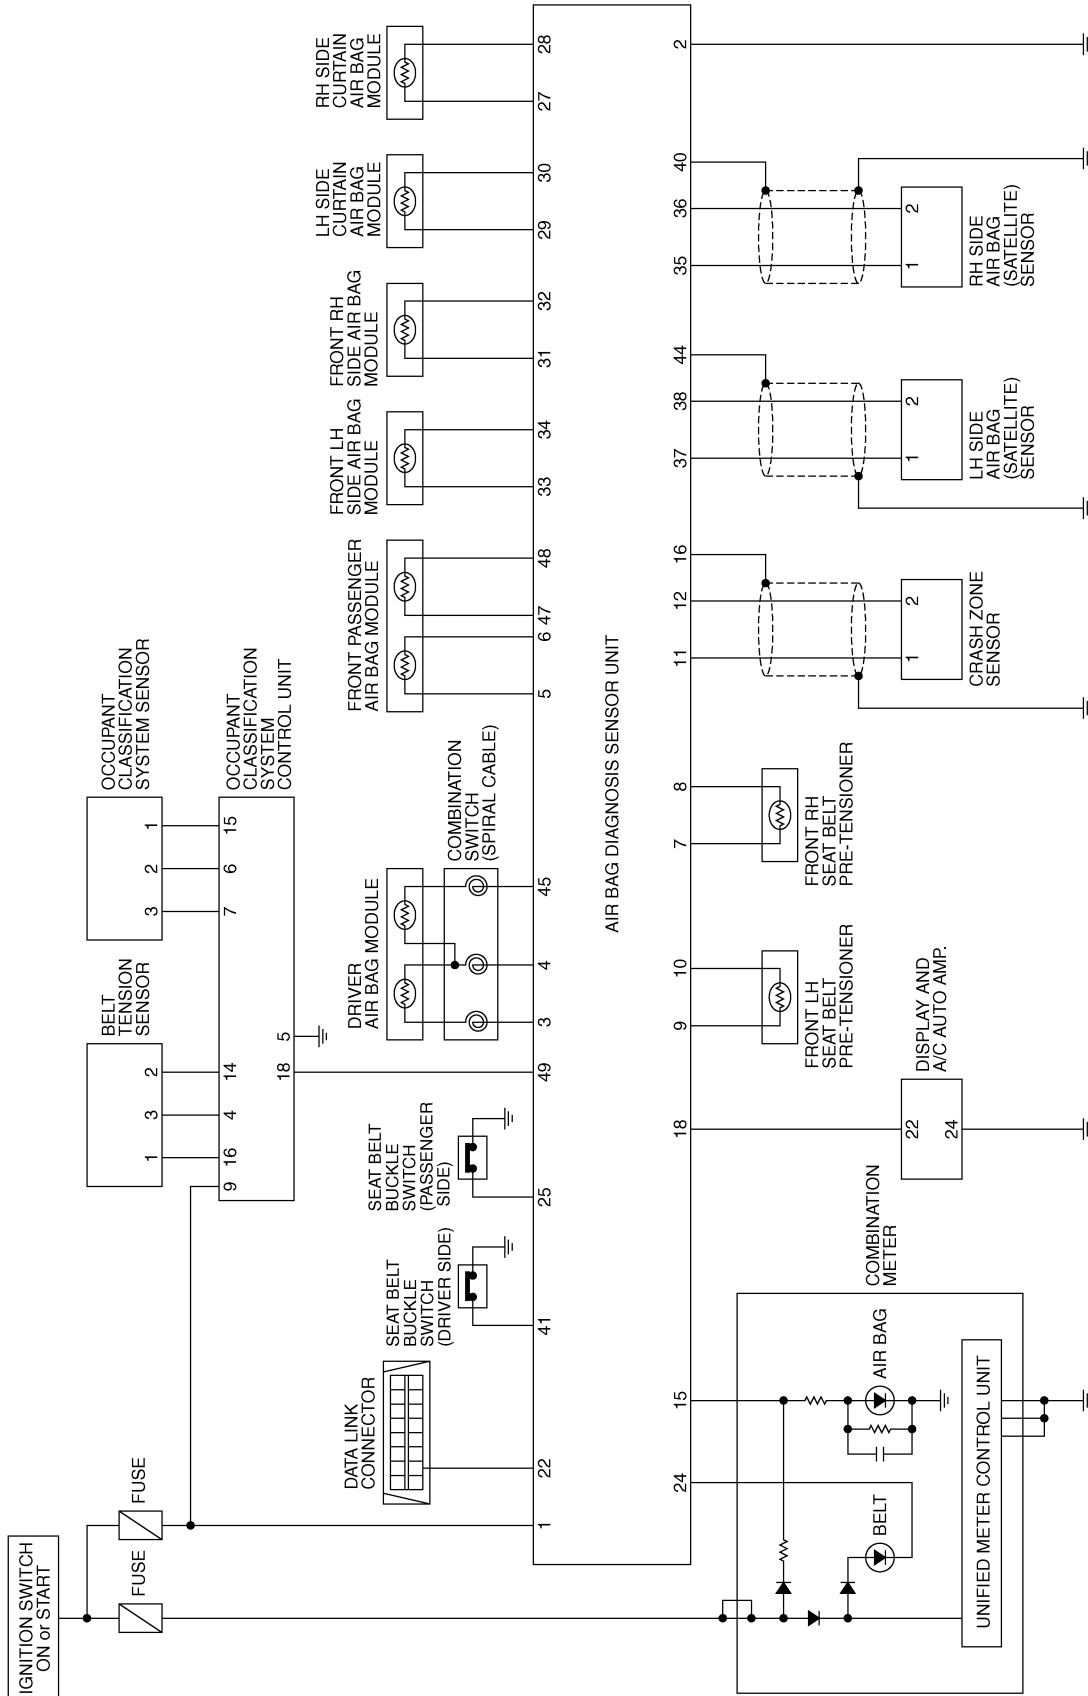 IGNITION SWITCH
ON or START
FUSE
FUSE
BELT
TENSION
SENSOR
1
3
2
OCCUPANT
CLASSIFICATION
SYSTEM SENSOR
3
2
1
9
16
4
14
7
6
15
18
5
OCCUPANT
CLASSIFICATION
SYSTEM
CONTROL UNIT
DATA LINK
CONNECTOR
SEAT BELT
BUCKLE
SWITCH
(DRIVER SIDE)
SEAT BELT
BUCKLE
SWITCH
(PASSENGER
SIDE)
DRIVER
AIR BAG MODULE
COMBINATION
SWITCH
(SPIRAL CABLE)
FRONT PASSENGER
AIR BAG MODULE
FRONT LH
SIDE AIR BAG
MODULE
FRONT RH
SIDE AIR BAG
MODULE
LH SIDE
CURTAIN
AIR BAG
MODULE
RH SIDE
CURTAIN
AIR BAG
MODULE
1
22
41
25
49
3
4
45
5
6
47
48
33
34
31
32
29
30
27
28
AIR BAG DIAGNOSIS SENSOR UNIT
24
15
18
9
10
7
8
11
12
16
37
38
44
35
36
40
2
BELT
AIR BAG
UNIFIED METER CONTROL UNIT
COMBINATION
METER
22
24
DISPLAY AND
A/C AUTO AMP.
FRONT LH
SEAT BELT
PRE-TENSIONER
FRONT RH
SEAT BELT
PRE-TENSIONER
1
2
CRASH ZONE
SENSOR
1
2
LH SIDE
AIR BAG
(SATELLITE)
SENSOR
1
2
RH SIDE
AIR BAG
(SATELLITE)
SENSOR